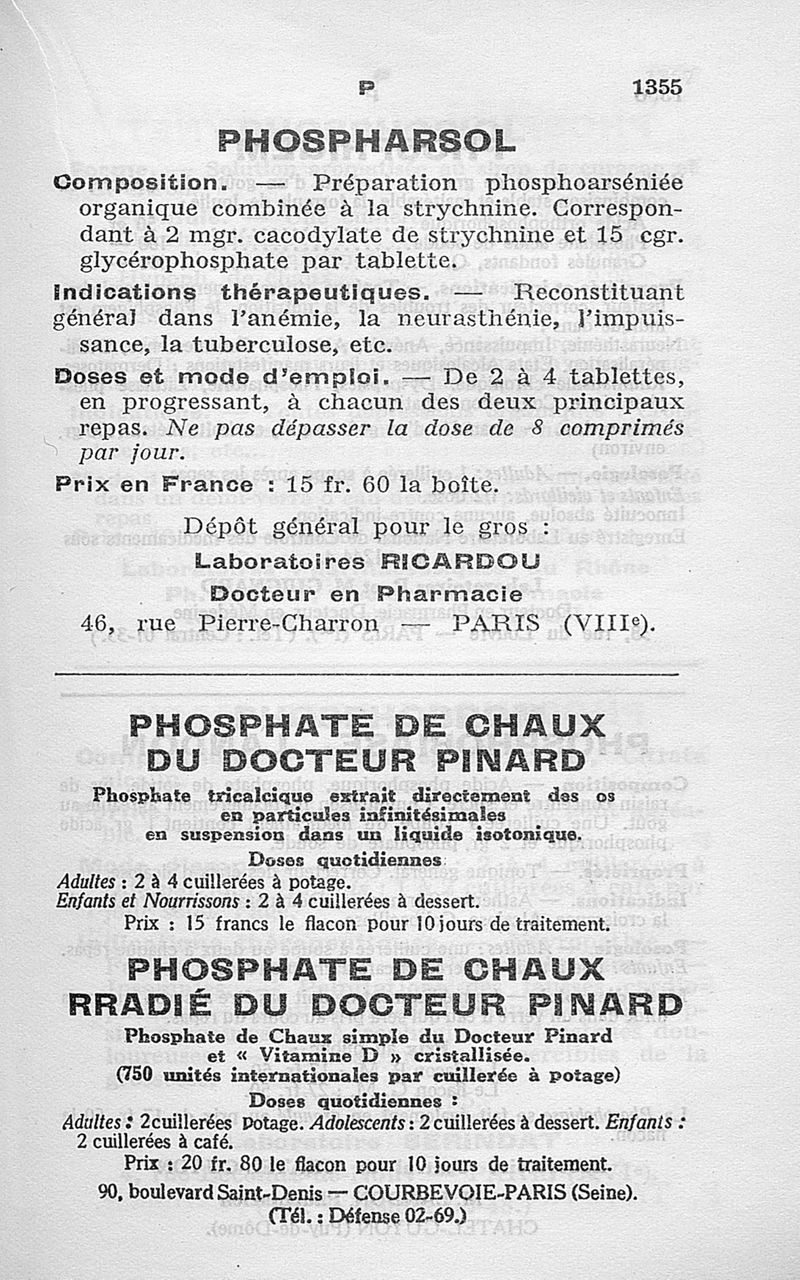 P 1355
PHOSPHARSOL
Composition. — Préparation phosphoarséniée
organique combinée à la strychnine. Correspon-
dant à 2 mgr. cacodylate de strychnine et 15 cgr.
glycérophosphate par tablette.
Indications thérapeutiques. — Reconstituant
général dans l'anémie, la neurasthénie, l'impuis-
sance, la tuberculose, etc.
Doses et mode d'emploi. — De 2 à 4 tablettes,
en progressant, à chacun des deux principaux
repas. Ne pas dépasser la dose de 8 comprimés
par jour.
Prix en France : 15 fr. 60 la boîte.
Dépôt général pour le gros :
Laboratoires RICARDOU
Docteur en Pharmacie
46, rue Pierre-Charron — PARIS (VIIIe).
PHOSPHATE DE CHAUX
DU DOCTEUR PINARD
Phosphate tricalcique extrait directement des os
en particules infinitésimales
en suspension dans un liquide isotonique.
Doses quotidiennes
Adultes : 2 à 4 cuillerées à potage.
Enfants et Nourrissons : 2 à 4 cuillerées à dessert.
Prix : 15 francs le flacon pour 10 jours de traitement.
PHOSPHATE DE CHAUX
RRADIÉ DU DOCTEUR PINARD
Phosphate de Chaux simple du Docteur Pinard
et « Vitamine D » cristallisée.
(750 unités internationales par cuillerée à potage)
Doses quotidiennes :
Adultes : 2 cuillerées potage. Adolescents : 2 cuillerées à dessert. Enfants :
2 cuillerées à café.
Prix : 20 fr. 80 le flacon pour 10 jours de traitement.
90, boulevard Saint-Denis — COURBEVOIE-PARIS (Seine).
(Tél. : Défense 02-69.)